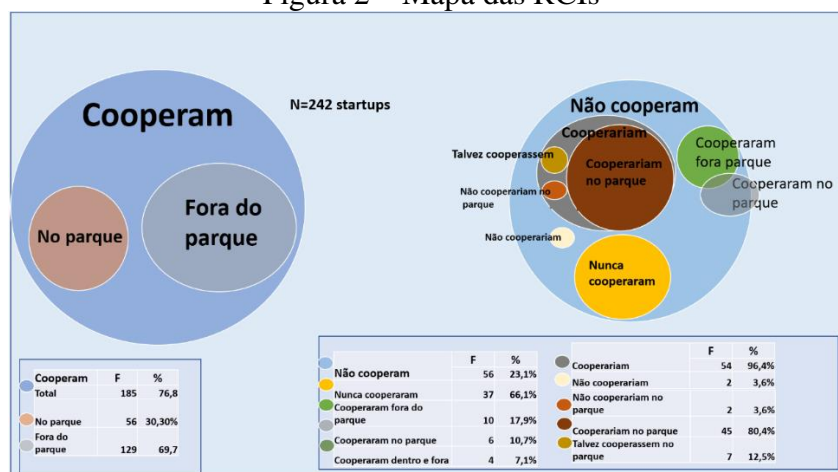 Figura 2 – Mapa das RCIs
Cooperam
N=242 startups
No parque
Fora do
parque
Não cooperam
Cooperariam
Talvez cooperassem
Cooperariam
no parque
Não cooperariam no
parque
Não cooperariam
Nunca
cooperaram
Cooperaram
fora parque
Cooperaram no
parque
Cooperam F %
Total 185 76,8
No parque 56 30,30%
Fora do
parque 129 69,7
F %
Não cooperam 56 23,1%
Nunca cooperaram 37 66,1%
Cooperaram fora do
parque 10 17,9%
Cooperaram no parque 6 10,7%
Cooperaram dentro e fora 4 7,1%
F %
Cooperariam 54 96,4%
Não cooperariam 2 3,6%
Não cooperariam no
parque 2 3,6%
Cooperariam no parque 45 80,4%
Talvez cooperassem no
parque 7 12,5%